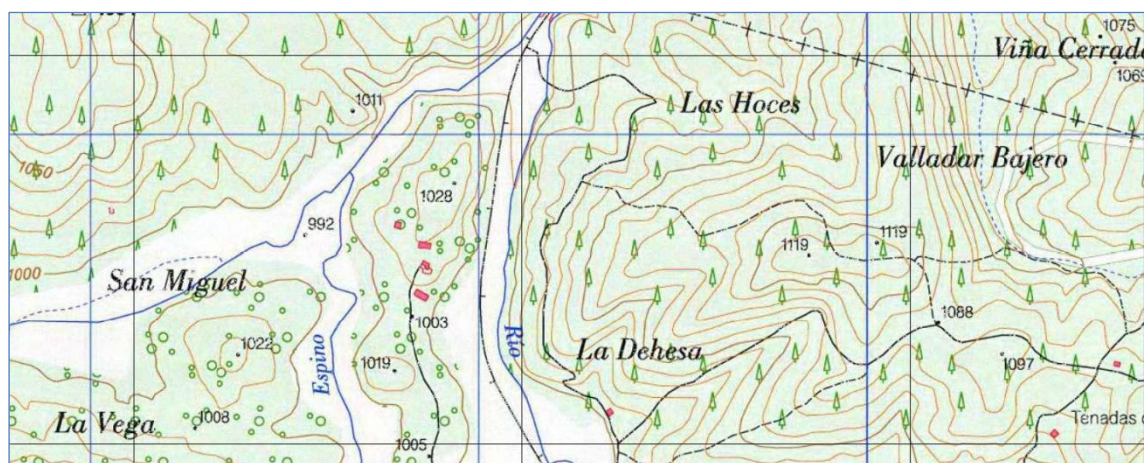 1075
Viña Cerrada
1069
1011
Las Hoces
Valladar Bajero
1050
1028
992
1119
1119
1000
San Miguel
1003
1088
Río
La Dehesa
1022
Espino
1019
1097
La Vega
1008
Tenadas
1005